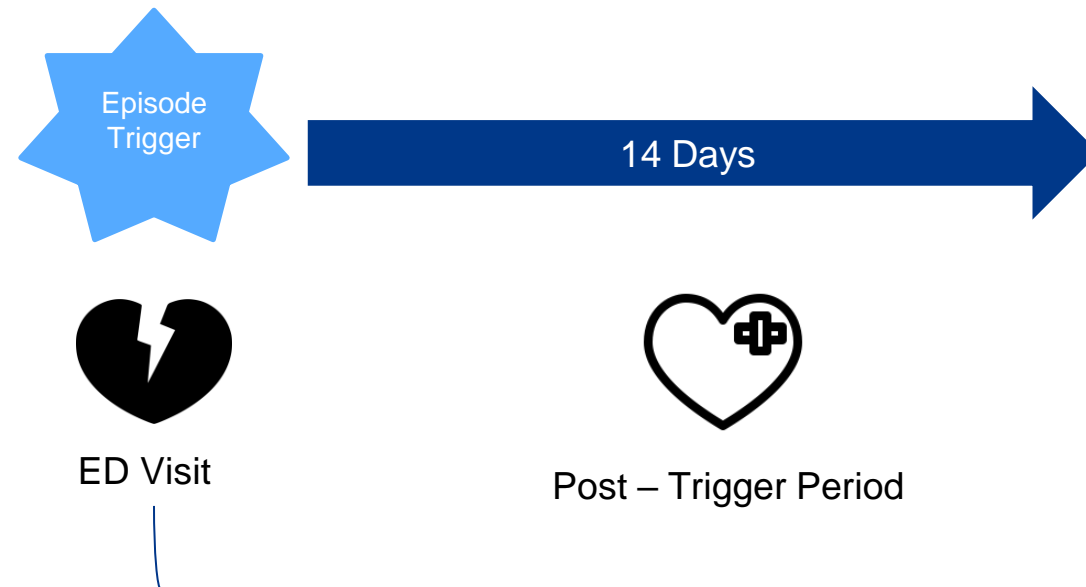 Episode
Trigger
14 Days
ED Visit
Post – Trigger Period